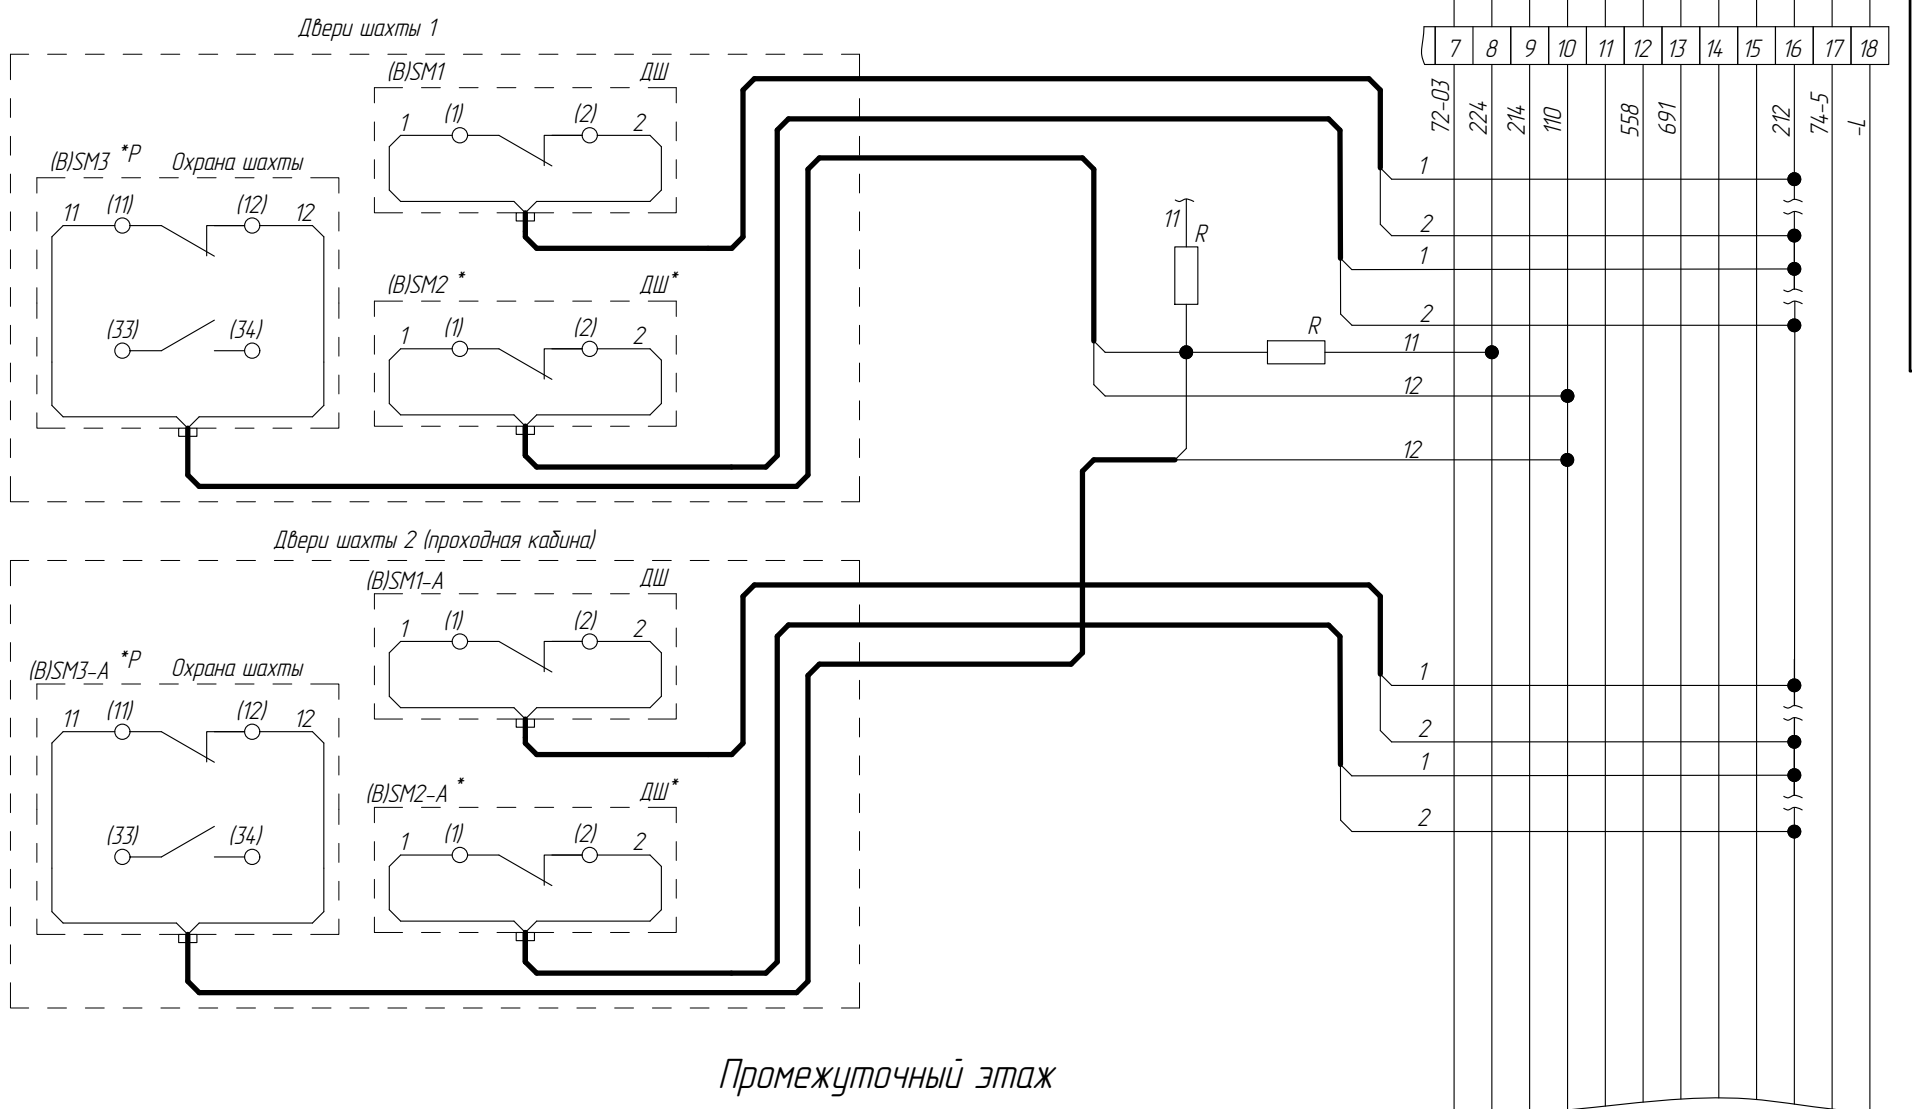 Двери шахты 1
7 8 9 10 11 12 13 14 15 16 17 18
72-03 224 214 110 558 691 212 74-5 -L
(В)SM1 ДШ
1 (1) (2) 2
(В)SM3 *Р Охрана шахты
11 (11) (12) 12
(33) (34)
(В)SM2 * ДШ*
1 (1) (2) 2
1
2
1
2
11 R
R 11
12
12
Двери шахты 2 (проходная кабина)
(В)SM1-А ДШ
1 (1) (2) 2
(В)SM3-А *Р Охрана шахты
11 (11) (12) 12
(33) (34)
(В)SM2-А * ДШ*
1 (1) (2) 2
1
2
1
2
Промежуточный этаж